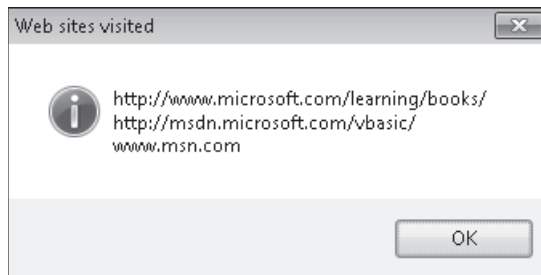 Web sites visited
http://www.microsoft.com/learning/books/
http://msdn.microsoft.com/vbasic/
www.msn.com
OK